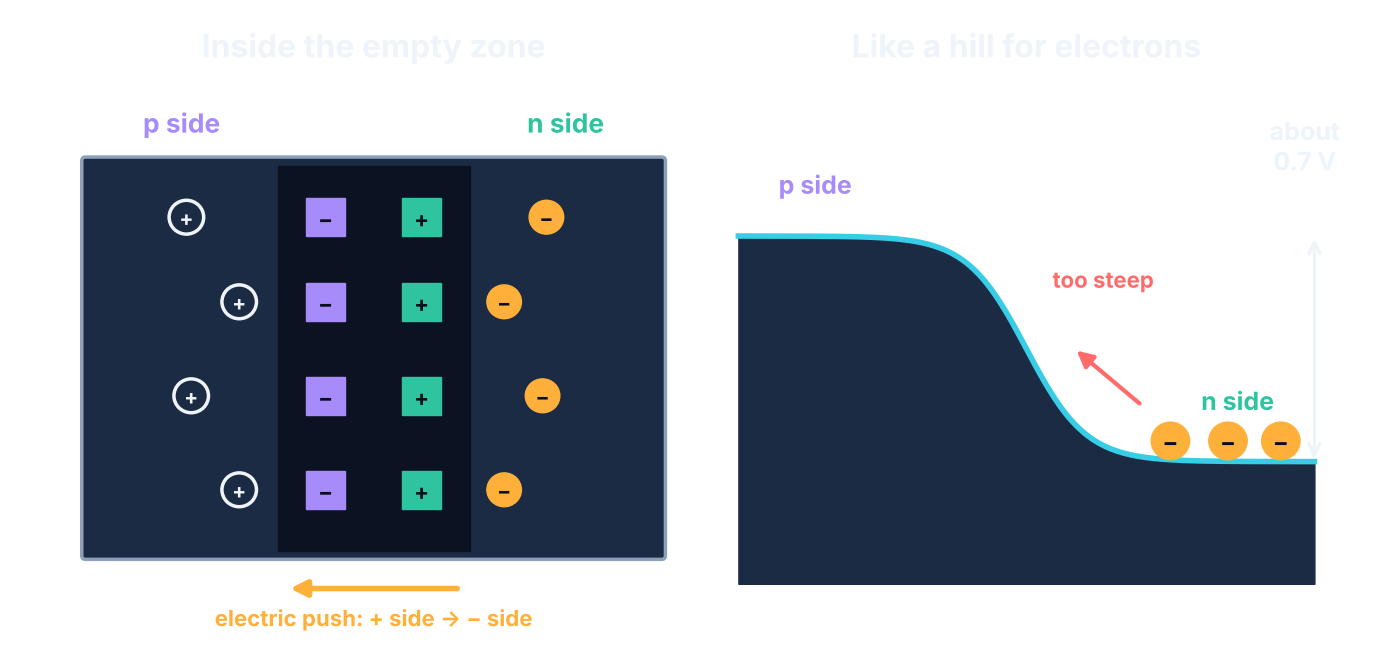 Inside the empty zone
p side
n side
+ − + −
+ − + −
+ − + −
+ − + −
electric push: + side → − side
Like a hill for electrons
about
0.7 V
p side
too steep
n side
− − −